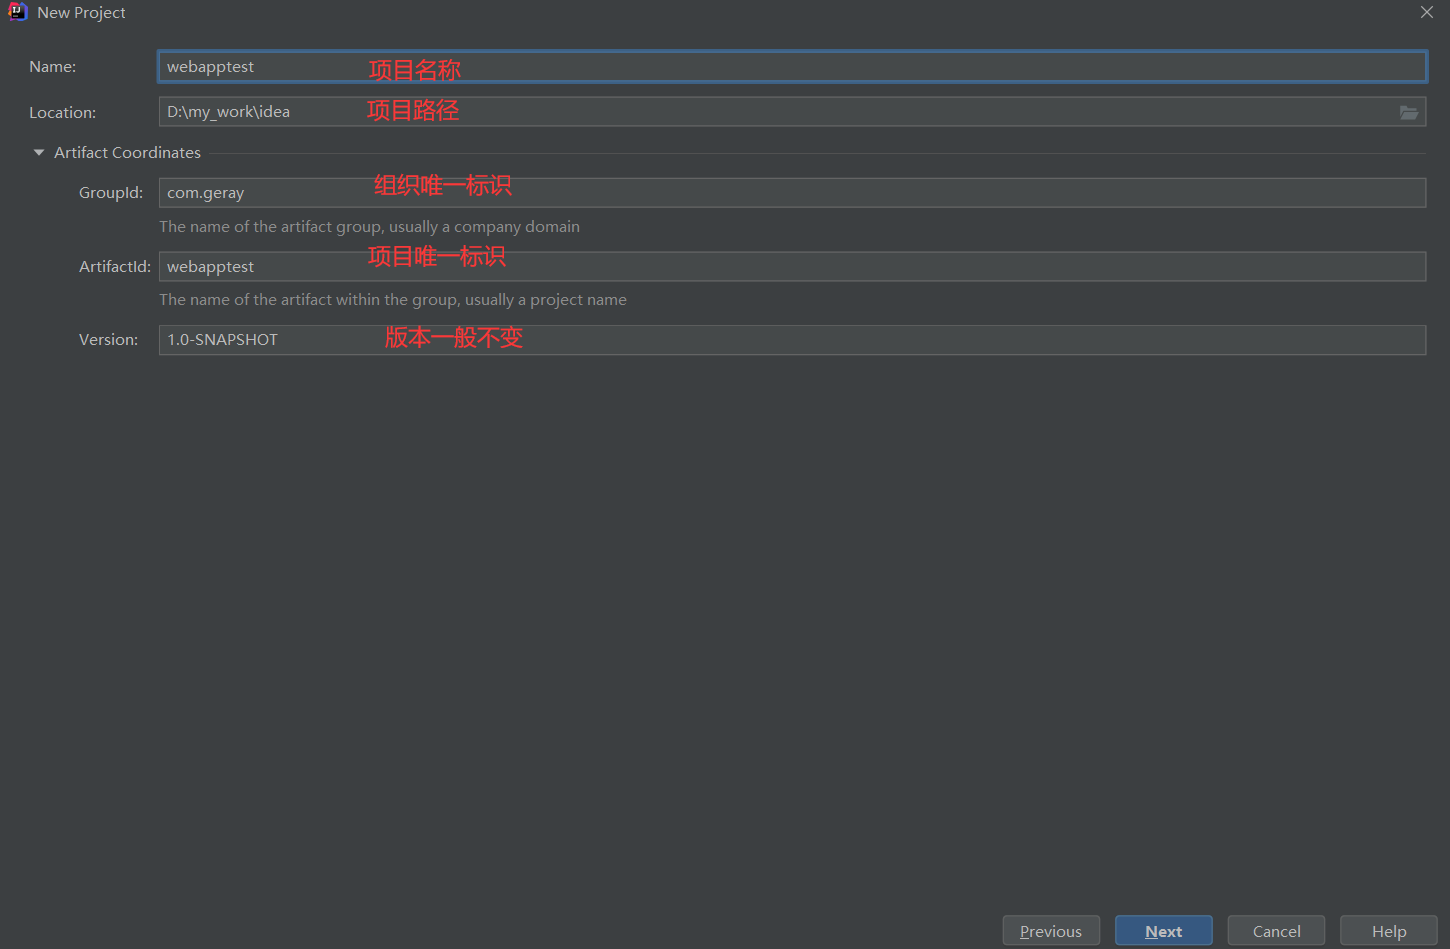 New Project
Name: webapptest 项目名称
Location: D:\my_work\idea 项目路径
Artifact Coordinates
GroupId: com.geray 组织唯一标识
The name of the artifact group, usually a company domain
ArtifactId: webapptest 项目唯一标识
The name of the artifact within the group, usually a project name
Version: 1.0-SNAPSHOT 版本一般不变
Previous Next Cancel Help